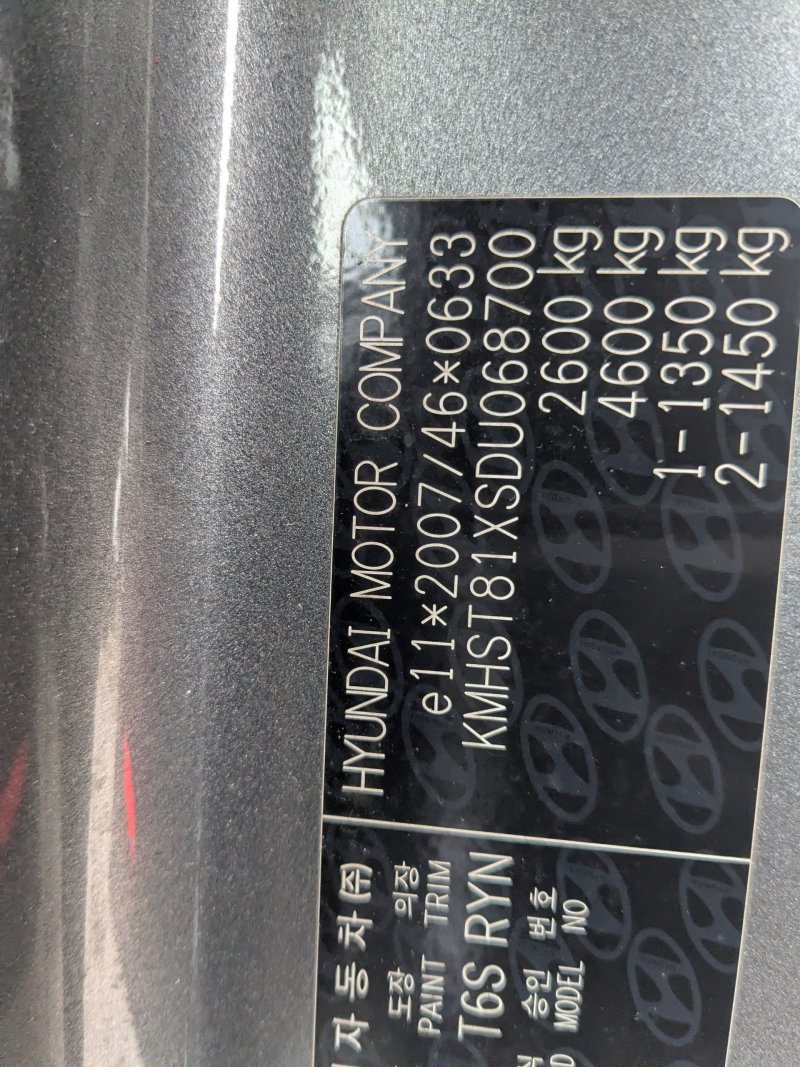 HYUNDAI MOTOR COMPANY
e11*2007/46*0633
KMHST81XSDU068700
2600 kg
4600 kg
1-1350 kg
2-1450 kg
자동차㈜
도장 의장
PAINT TRIM
T6S RYN
승인 번호
MODEL NO